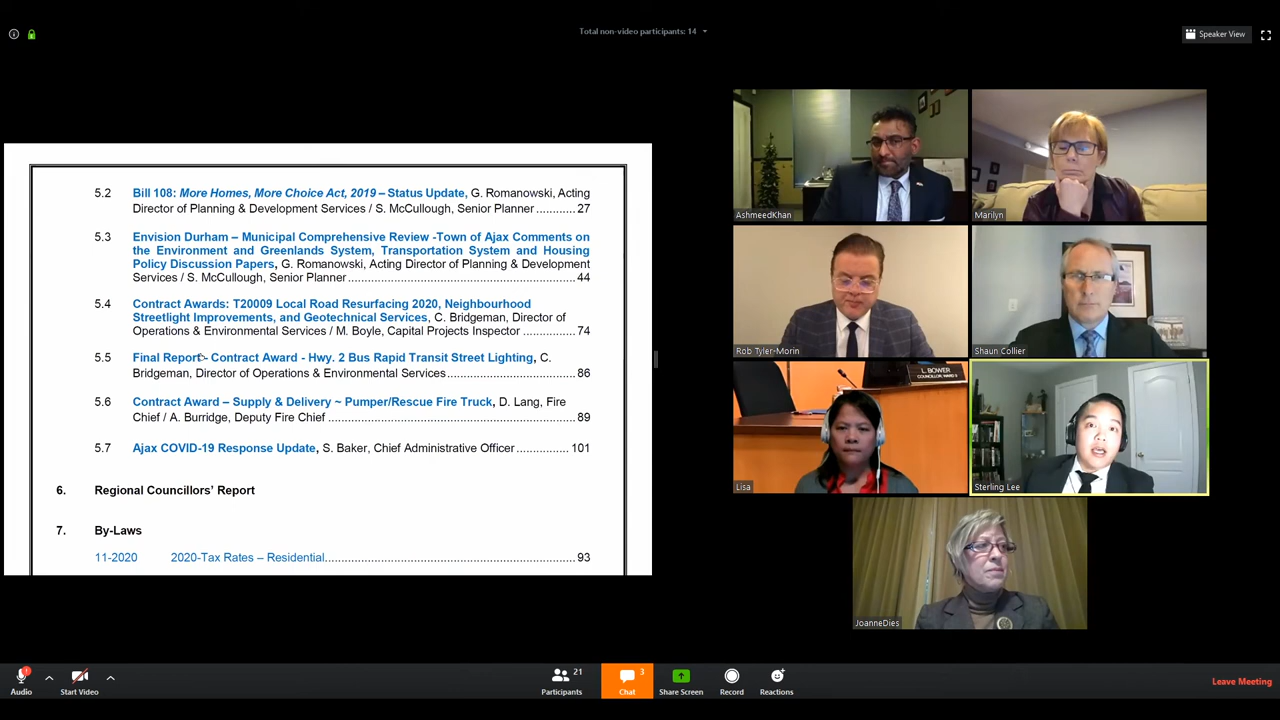 Total non-video participants: 14
Speaker View
5.2 Bill 108: More Homes, More Choice Act, 2019 – Status Update, G. Romanowski, Acting
Director of Planning & Development Services / S. McCullough, Senior Planner ........... 27
5.3 Envision Durham – Municipal Comprehensive Review -Town of Ajax Comments on
the Environment and Greenlands System, Transportation System and Housing
Policy Discussion Papers, G. Romanowski, Acting Director of Planning & Development
Services / S. McCullough, Senior Planner ........... 44
5.4 Contract Awards: T20009 Local Road Resurfacing 2020, Neighbourhood
Streetlight Improvements, and Geotechnical Services, C. Bridgeman, Director of
Operations & Environmental Services / M. Boyle, Capital Projects Inspector ........... 74
5.5 Final Report - Contract Award - Hwy. 2 Bus Rapid Transit Street Lighting, C.
Bridgeman, Director of Operations & Environmental Services ........... 86
5.6 Contract Award – Supply & Delivery ~ Pumper/Rescue Fire Truck, D. Lang, Fire
Chief / A. Burridge, Deputy Fire Chief ........... 89
5.7 Ajax COVID-19 Response Update, S. Baker, Chief Administrative Officer ........... 101
6. Regional Councillors' Report
7. By-Laws
11-2020 2020-Tax Rates – Residential ........... 93
AshmeedKhan
Marilyn
Rob Tyler-Morin
Shaun Collier
L. BOWER
COUNCILLOR, WARD 3
Lisa
Sterling Lee
JoanneDies
Audio
Start Video
21
Participants
3
Chat
Share Screen
Record
Reactions
Leave Meeting